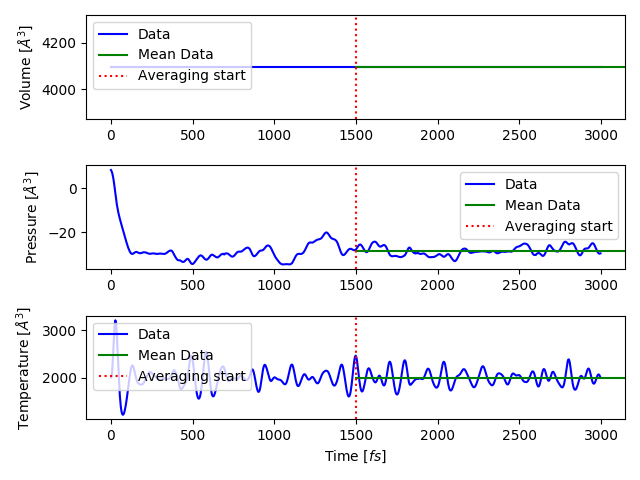 4200
4000
Volume [Å³]
Data
Mean Data
Averaging start
0 500 1000 1500 2000 2500 3000
0
−20
Pressure [Å³]
Data
Mean Data
Averaging start
0 500 1000 1500 2000 2500 3000
3000
2000
Temperature [Å³]
Data
Mean Data
Averaging start
0 500 1000 1500 2000 2500 3000
Time [fs]